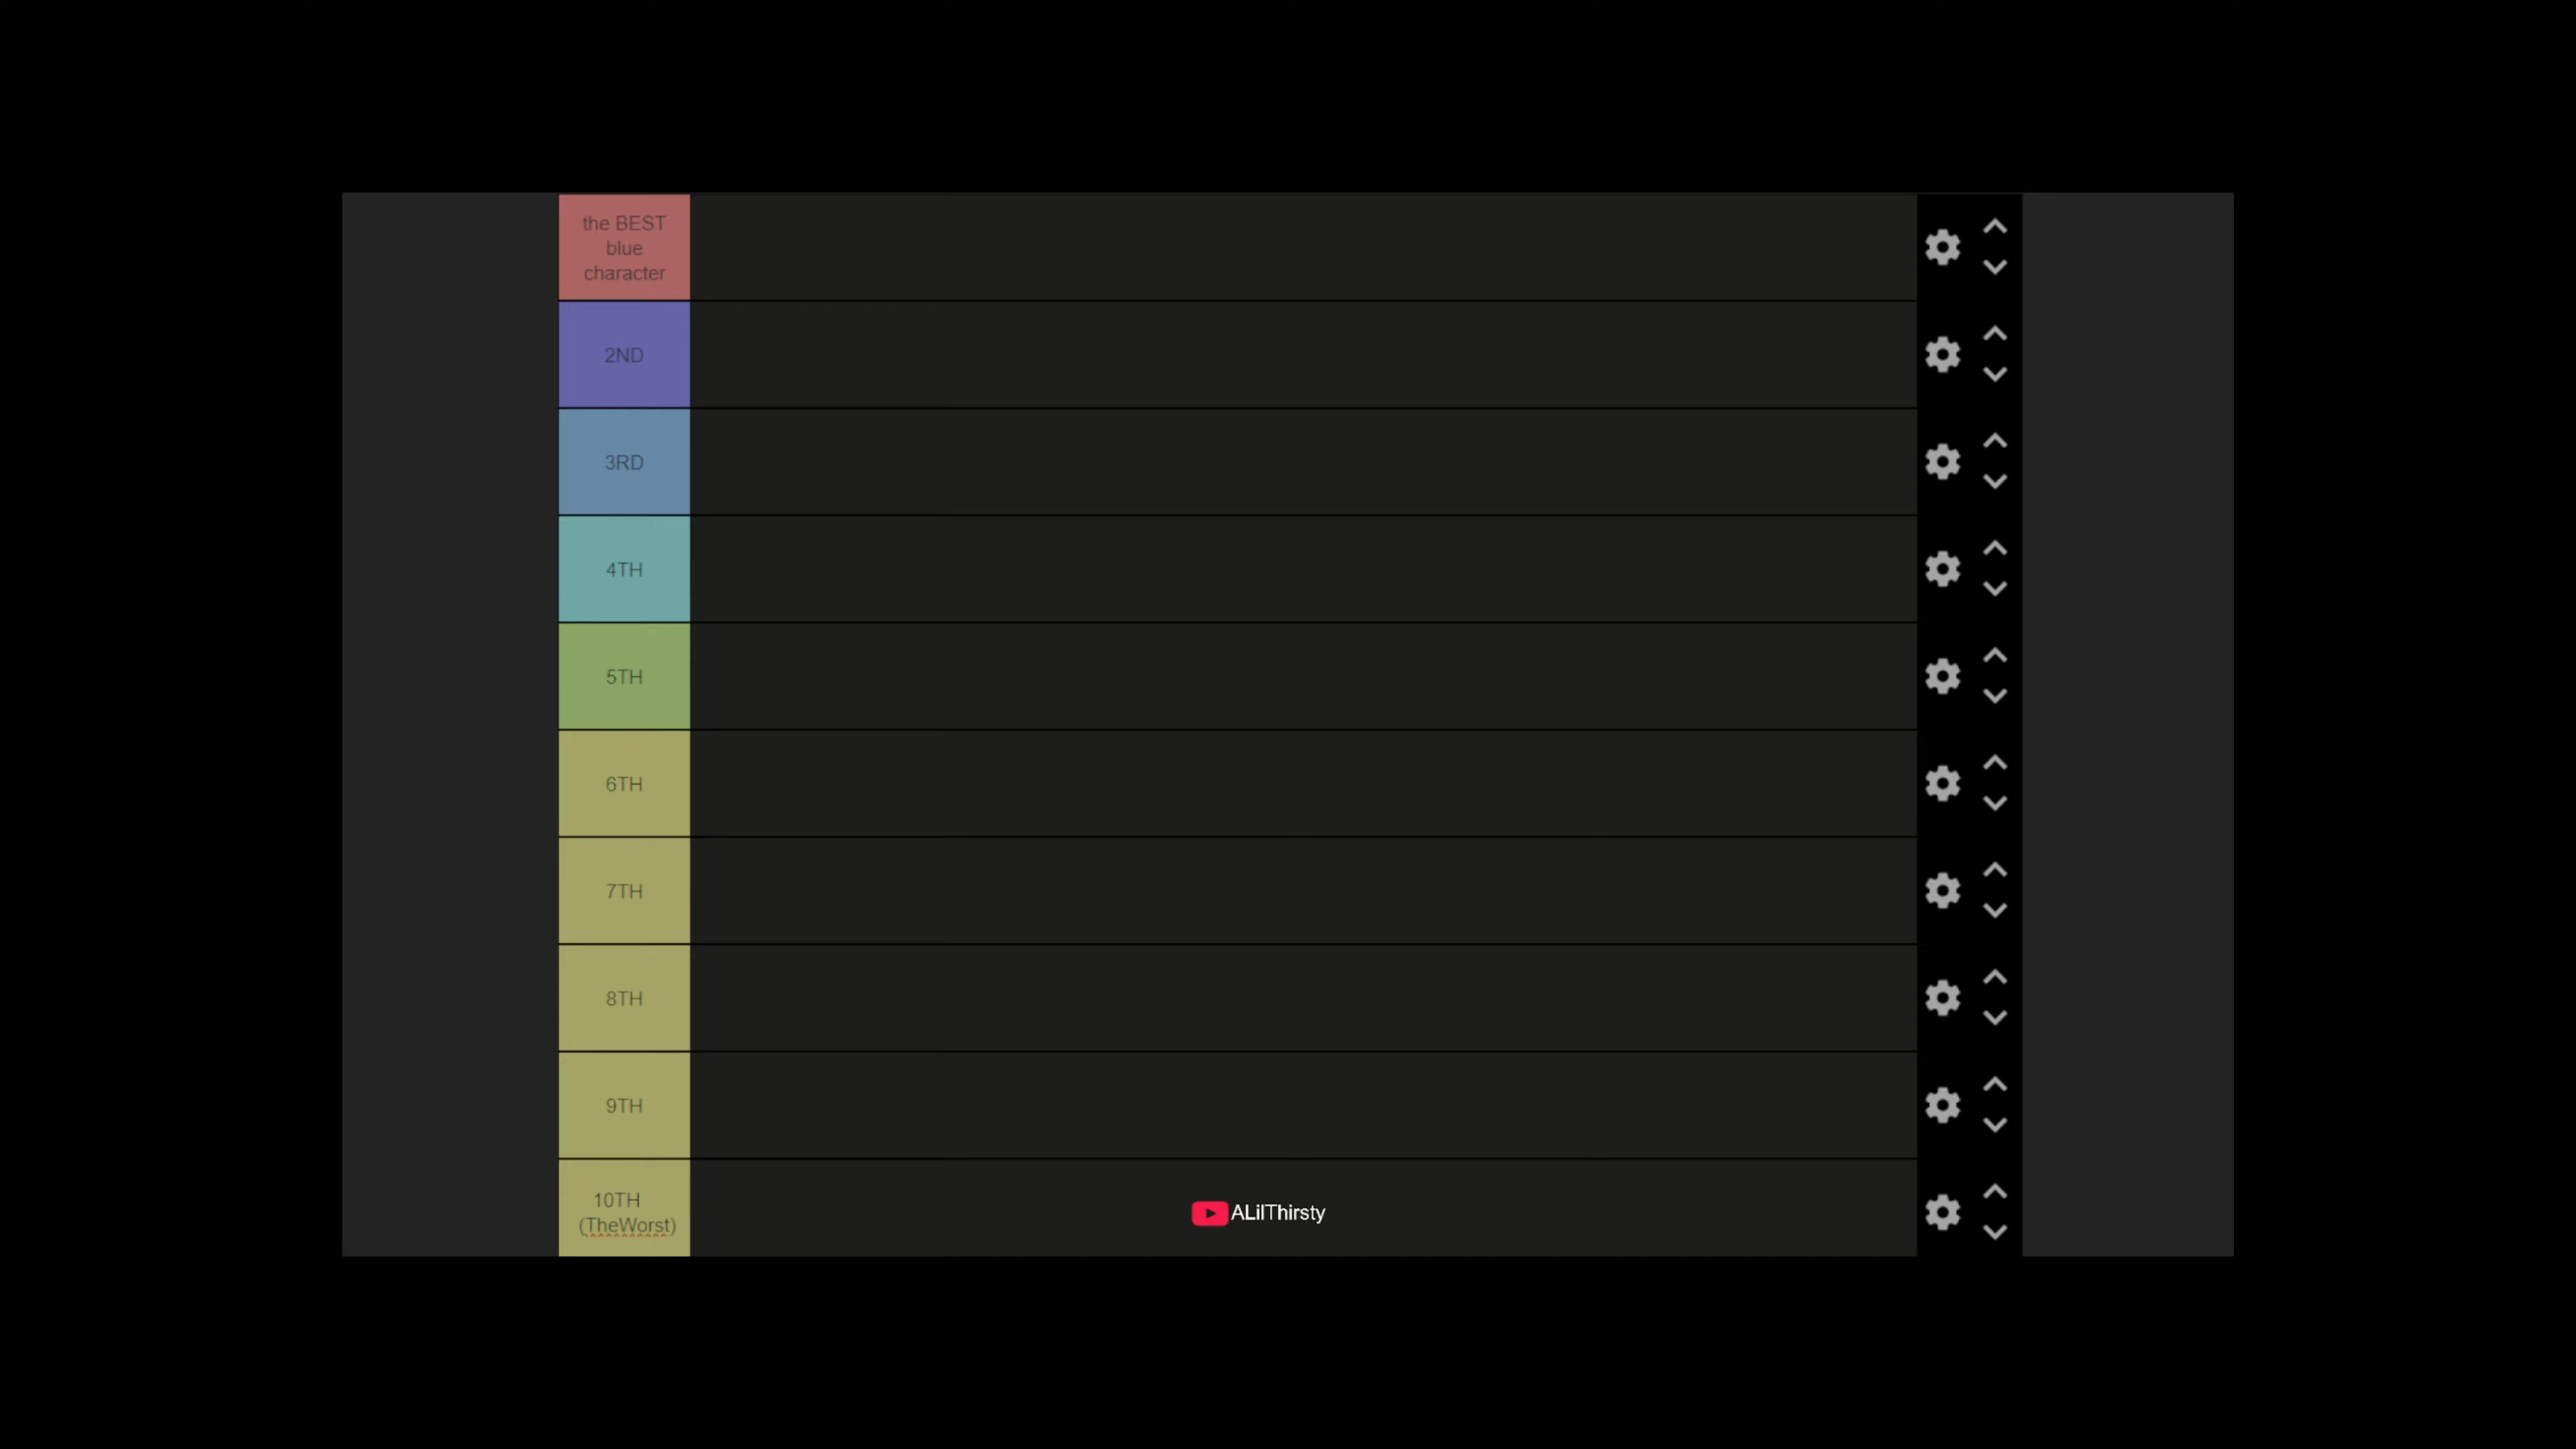 the BEST
blue
character
2ND
3RD
4TH
5TH
6TH
7TH
8TH
9TH
10TH
(TheWorst)
ALilThirsty